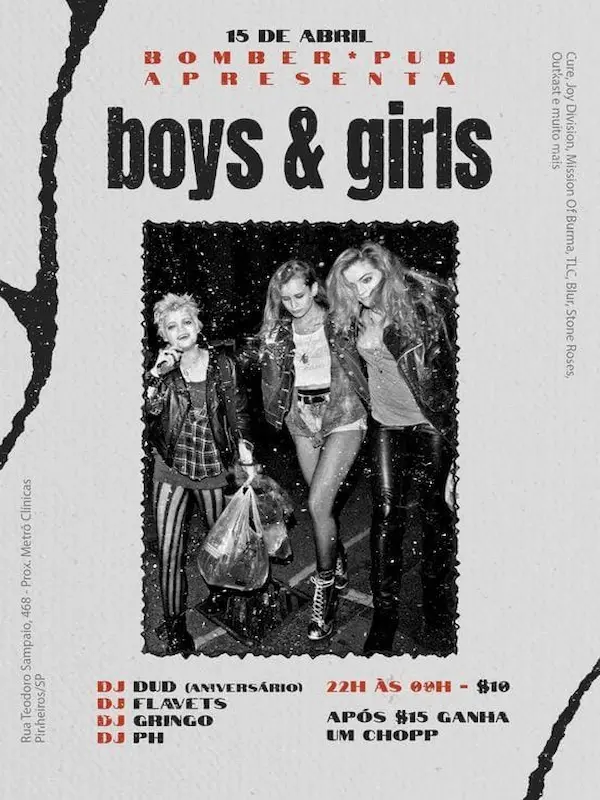 15 DE ABRIL
BOMBER*PUB
APRESENTA
boys & girls
Cure, Joy Division, Mission Of Burma, TLC, Blur, Stone Roses,
Outkast e muito mais
Rua Teodoro Sampaio, 468 - Prox. Metrô Clínicas
Pinheiros/SP
DJ DUD (ANIVERSÁRIO)
DJ FLAVETS
DJ GRINGO
DJ PH
22H ÀS 00H - $10
APÓS $15 GANHA
UM CHOPP